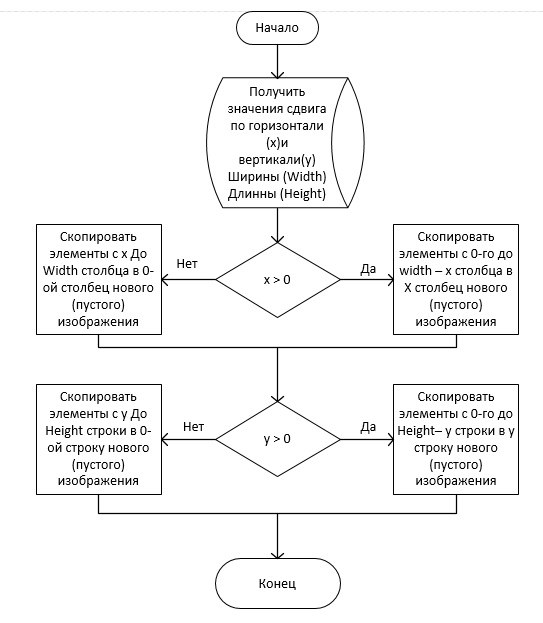 Начало
Получить
значения сдвига
по горизонтали
(x)и
вертикали(y)
Ширины (Width)
Длинны (Height)
Скопировать
элементы с x До
Width столбца в 0-
ой столбец нового
(пустого)
изображения
Нет
x > 0
Да
Скопировать
элементы с 0-го до
width – x столбца в
X столбец нового
(пустого)
изображения
Скопировать
элементы с y До
Height строки в 0-
ой строку нового
(пустого)
изображения
Нет
y > 0
Да
Скопировать
элементы с 0-го до
Height– y строки в y
строку нового
(пустого)
изображения
Конец